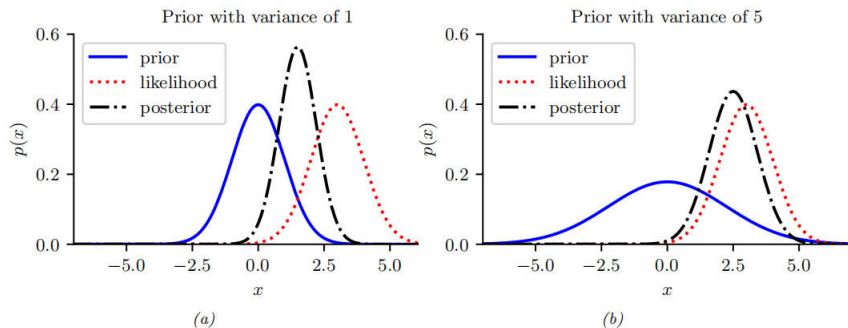 Prior with variance of 1
p(x)
0.6
0.4
0.2
0.0
prior
likelihood
posterior
−5.0 −2.5 0.0 2.5 5.0
x
(a)
Prior with variance of 5
p(x)
0.6
0.4
0.2
0.0
prior
likelihood
posterior
−5.0 −2.5 0.0 2.5 5.0
x
(b)